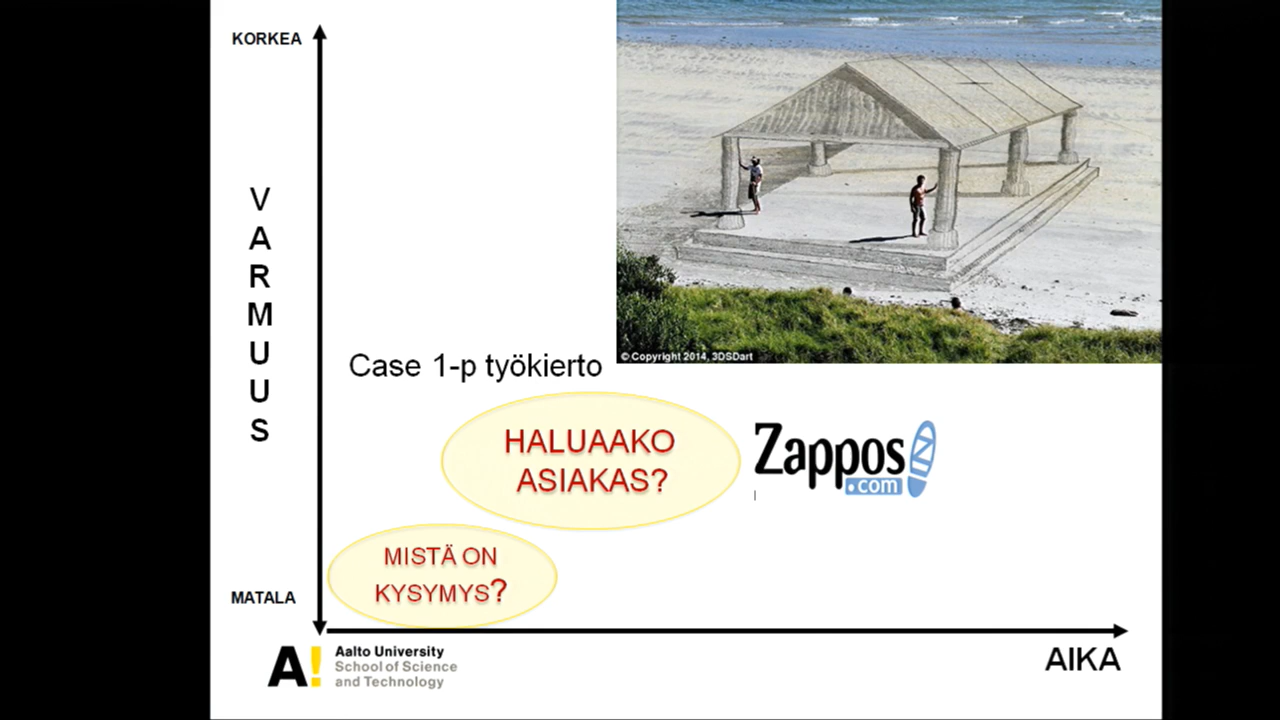 KORKEA
V
A
R
M
U
U
S
© Copyright 2014, 3DSDart
Case 1-p työkierto
HALUAAKO
ASIAKAS?
Zappos
.com
MISTÄ ON
KYSYMYS?
MATALA
AIKA
A!
Aalto University
School of Science
and Technology